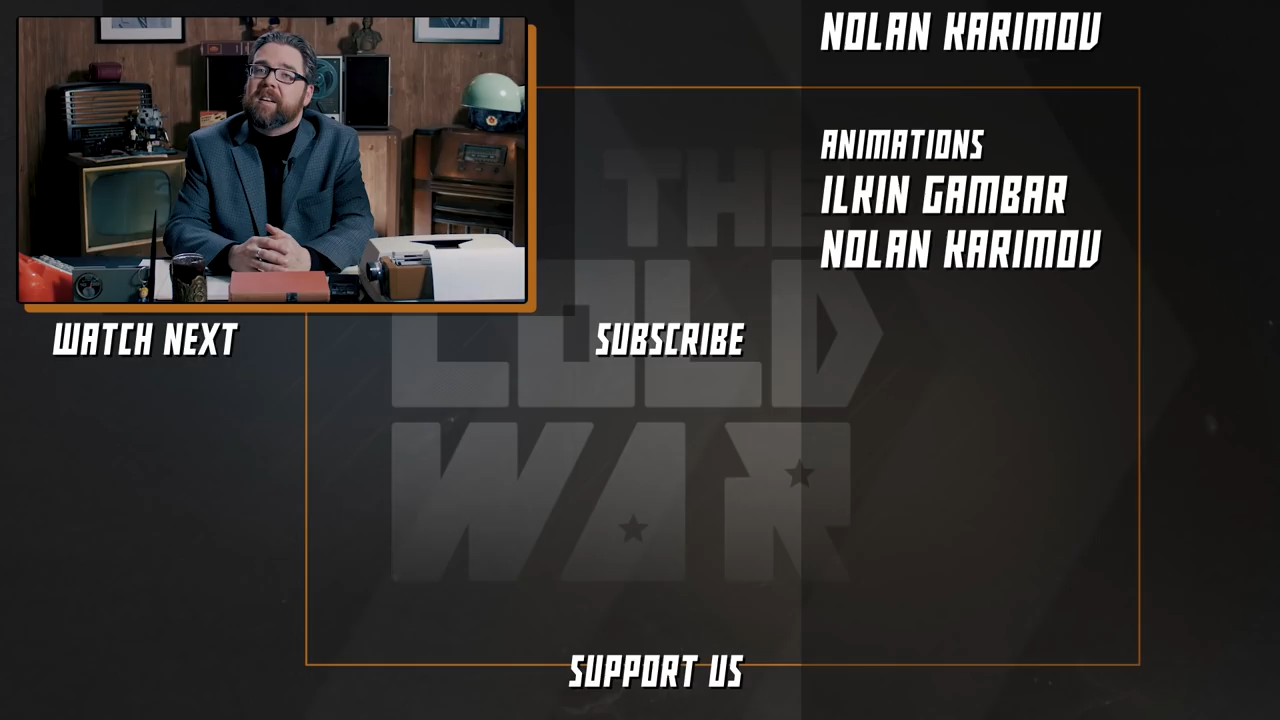 NOLAN KARIMOV
ANIMATIONS
ILKIN GAMBAR
NOLAN KARIMOV
WATCH NEXT
SUBSCRIBE
THE
COLD
WAR
SUPPORT US